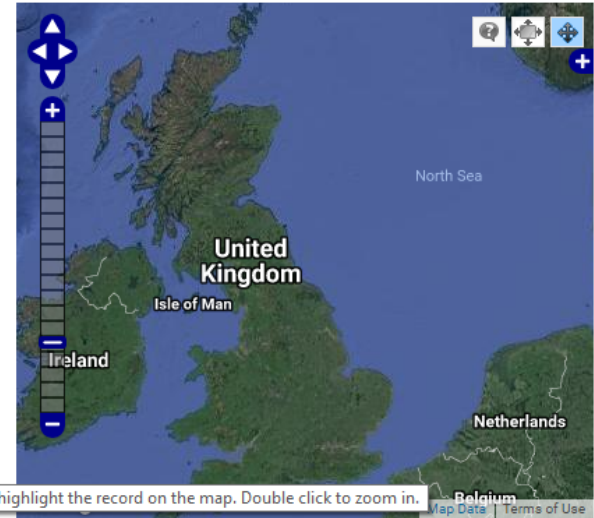 North Sea
United
Kingdom
Isle of Man
Ireland
Netherlands
highlight the record on the map. Double click to zoom in.
Belgium
Map Data | Terms of Use